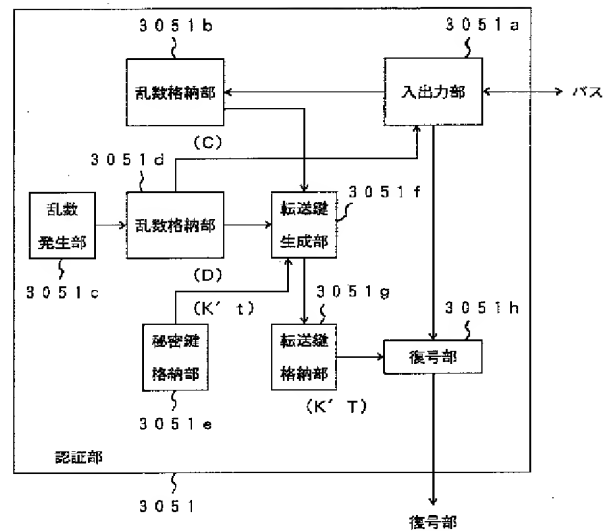 3051b
3051a
乱数格納部
入出力部
バス
(C)
3051d
3051f
乱数
発生部
乱数格納部
転送鍵
生成部
3051c
(D)
(K' t)
3051g
3051h
秘密鍵
格納部
転送鍵
格納部
復号部
(K' T)
3051e
認証部
3051
復号部